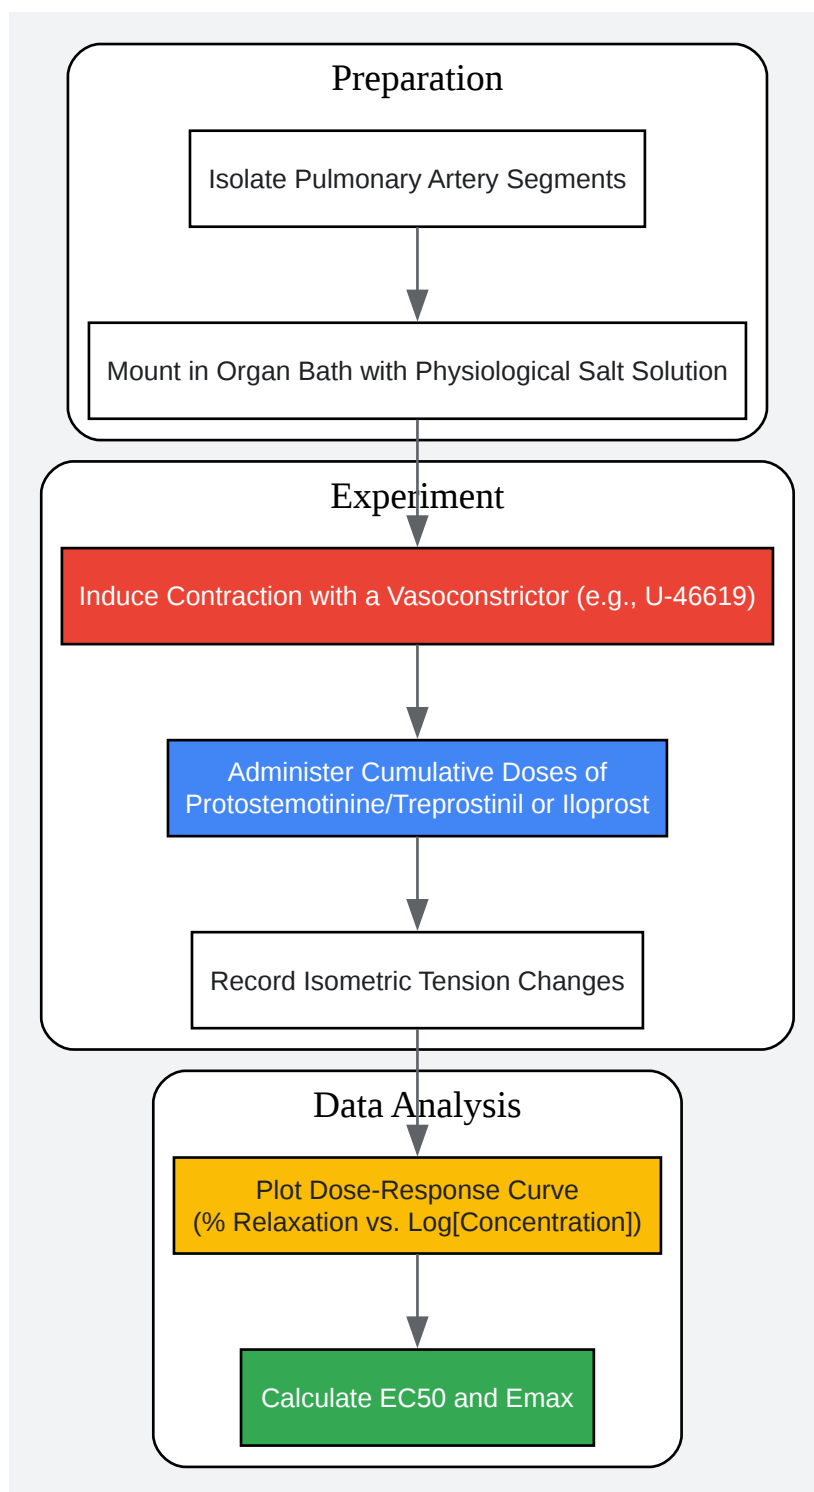 Preparation
Isolate Pulmonary Artery Segments
Mount in Organ Bath with Physiological Salt Solution
Experiment
Induce Contraction with a Vasoconstrictor (e.g., U-46619)
Administer Cumulative Doses of
Protostemotinine/Treprostinil or Iloprost
Record Isometric Tension Changes
Data Analysis
Plot Dose-Response Curve
(% Relaxation vs. Log[Concentration])
Calculate EC50 and Emax